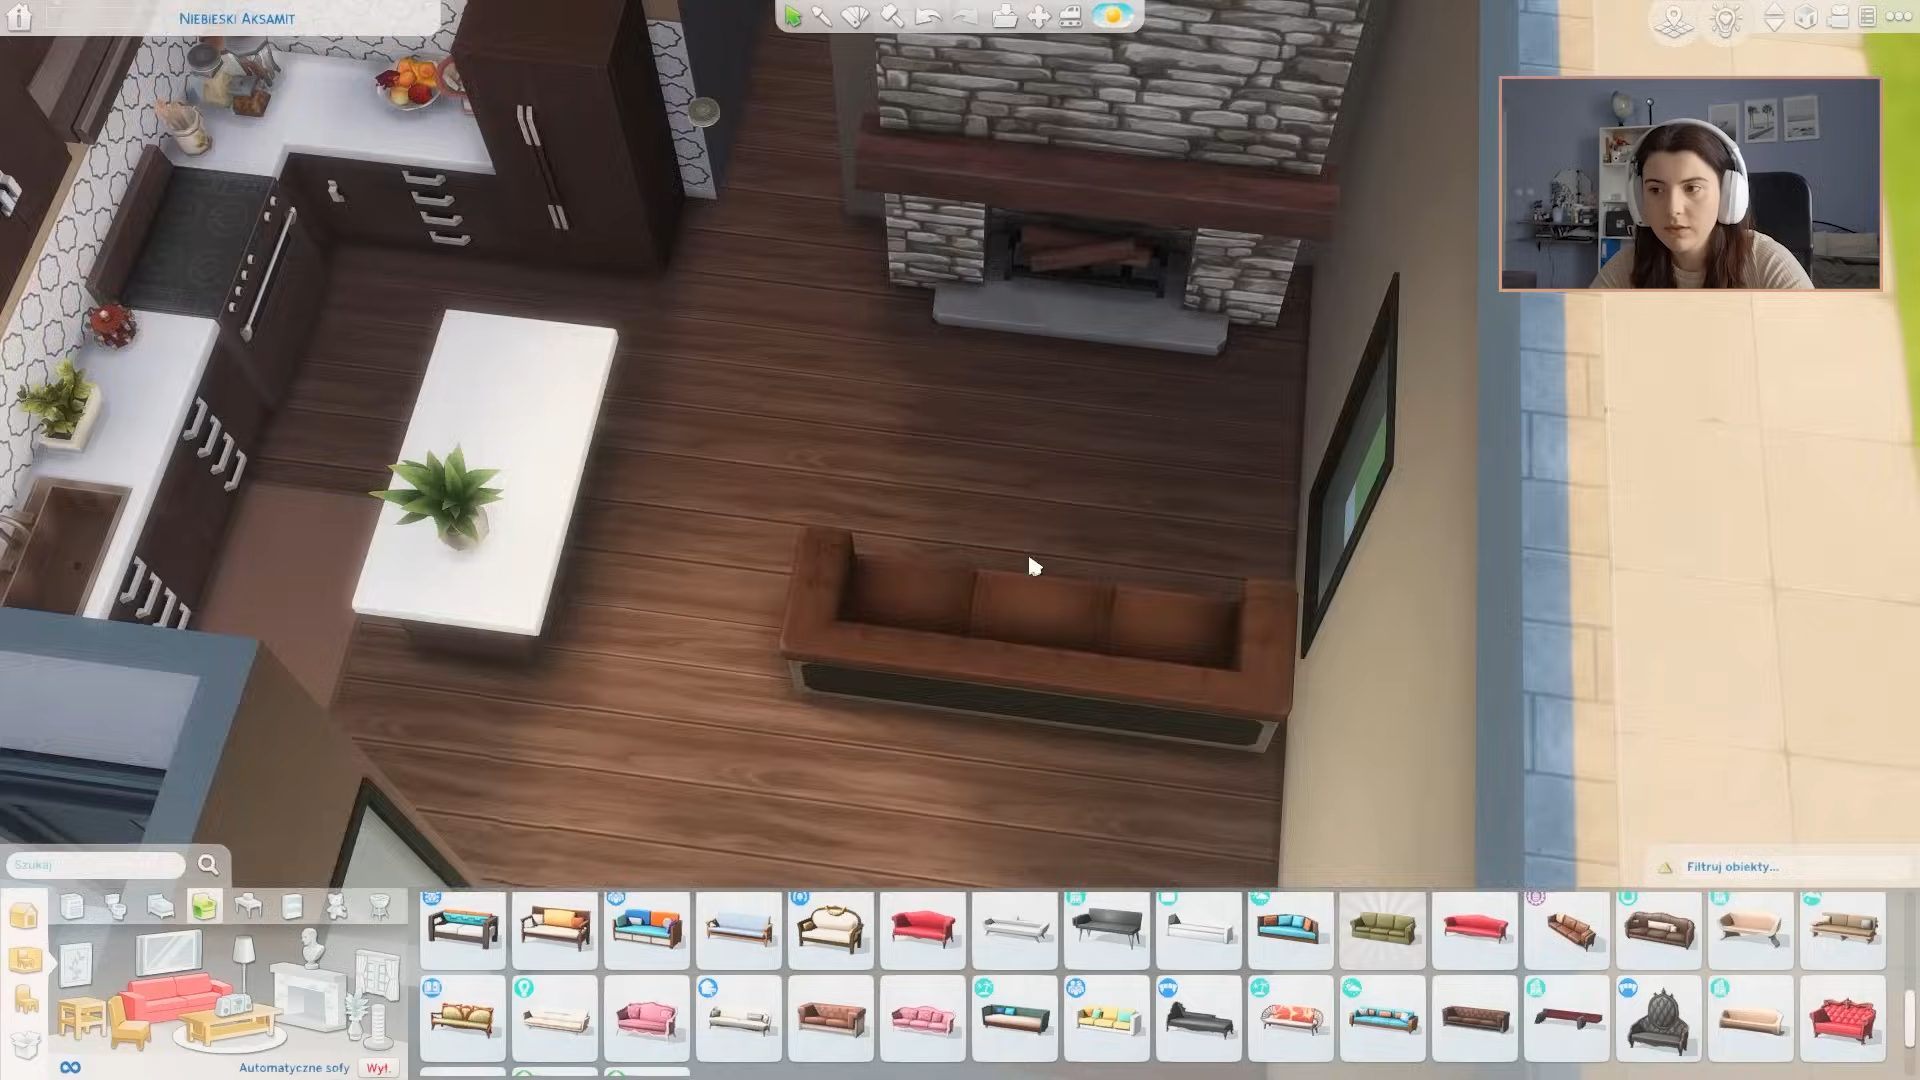 Niebieski Aksamit
Szukaj
Filtruj obiekty...
Automatyczne sofy
Wył.